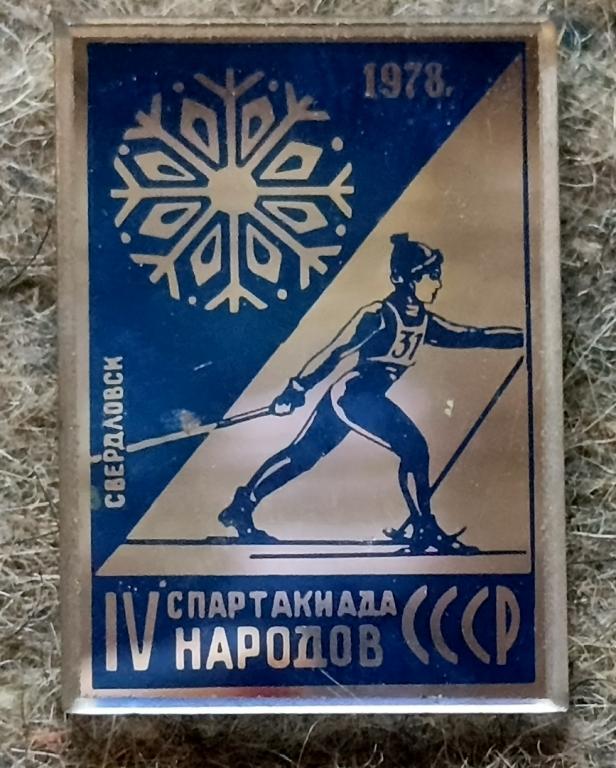 1978.
31
СВЕРДЛОВСК
IV СПАРТАКИАДА
НАРОДОВ СССР